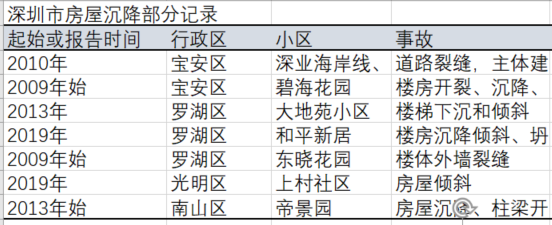 深圳市房屋沉降部分记录
起始或报告时间 行政区 小区 事故
2010年 宝安区 深业海岸线、 道路裂缝，主体建
2009年始 宝安区 碧海花园 楼房开裂、沉降、
2013年 罗湖区 大地苑小区 楼梯下沉和倾斜
2019年 罗湖区 和平新居 楼房沉降倾斜、坍
2009年始 罗湖区 东晓花园 楼体外墙裂缝
2019年 光明区 上村社区 房屋倾斜
2013年始 南山区 帝景园 房屋沉、柱梁开